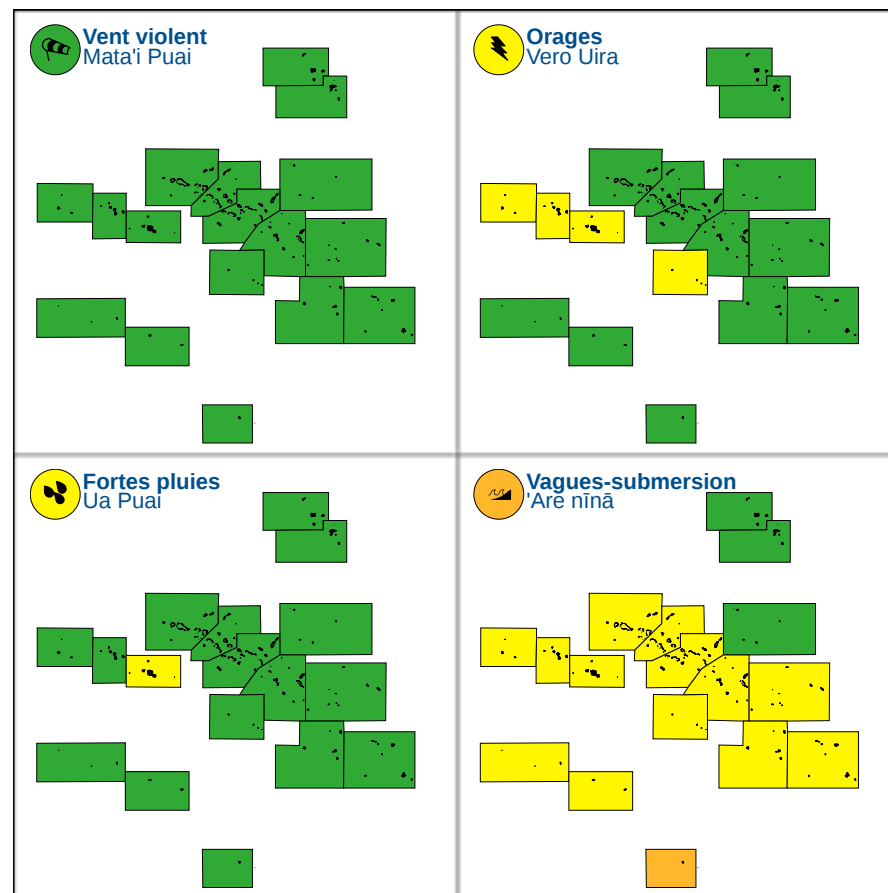 Vent violent
Mata'i Puai
Orages
Vero Uira
Fortes pluies
Ua Puai
Vagues-submersion
'Are nīnā